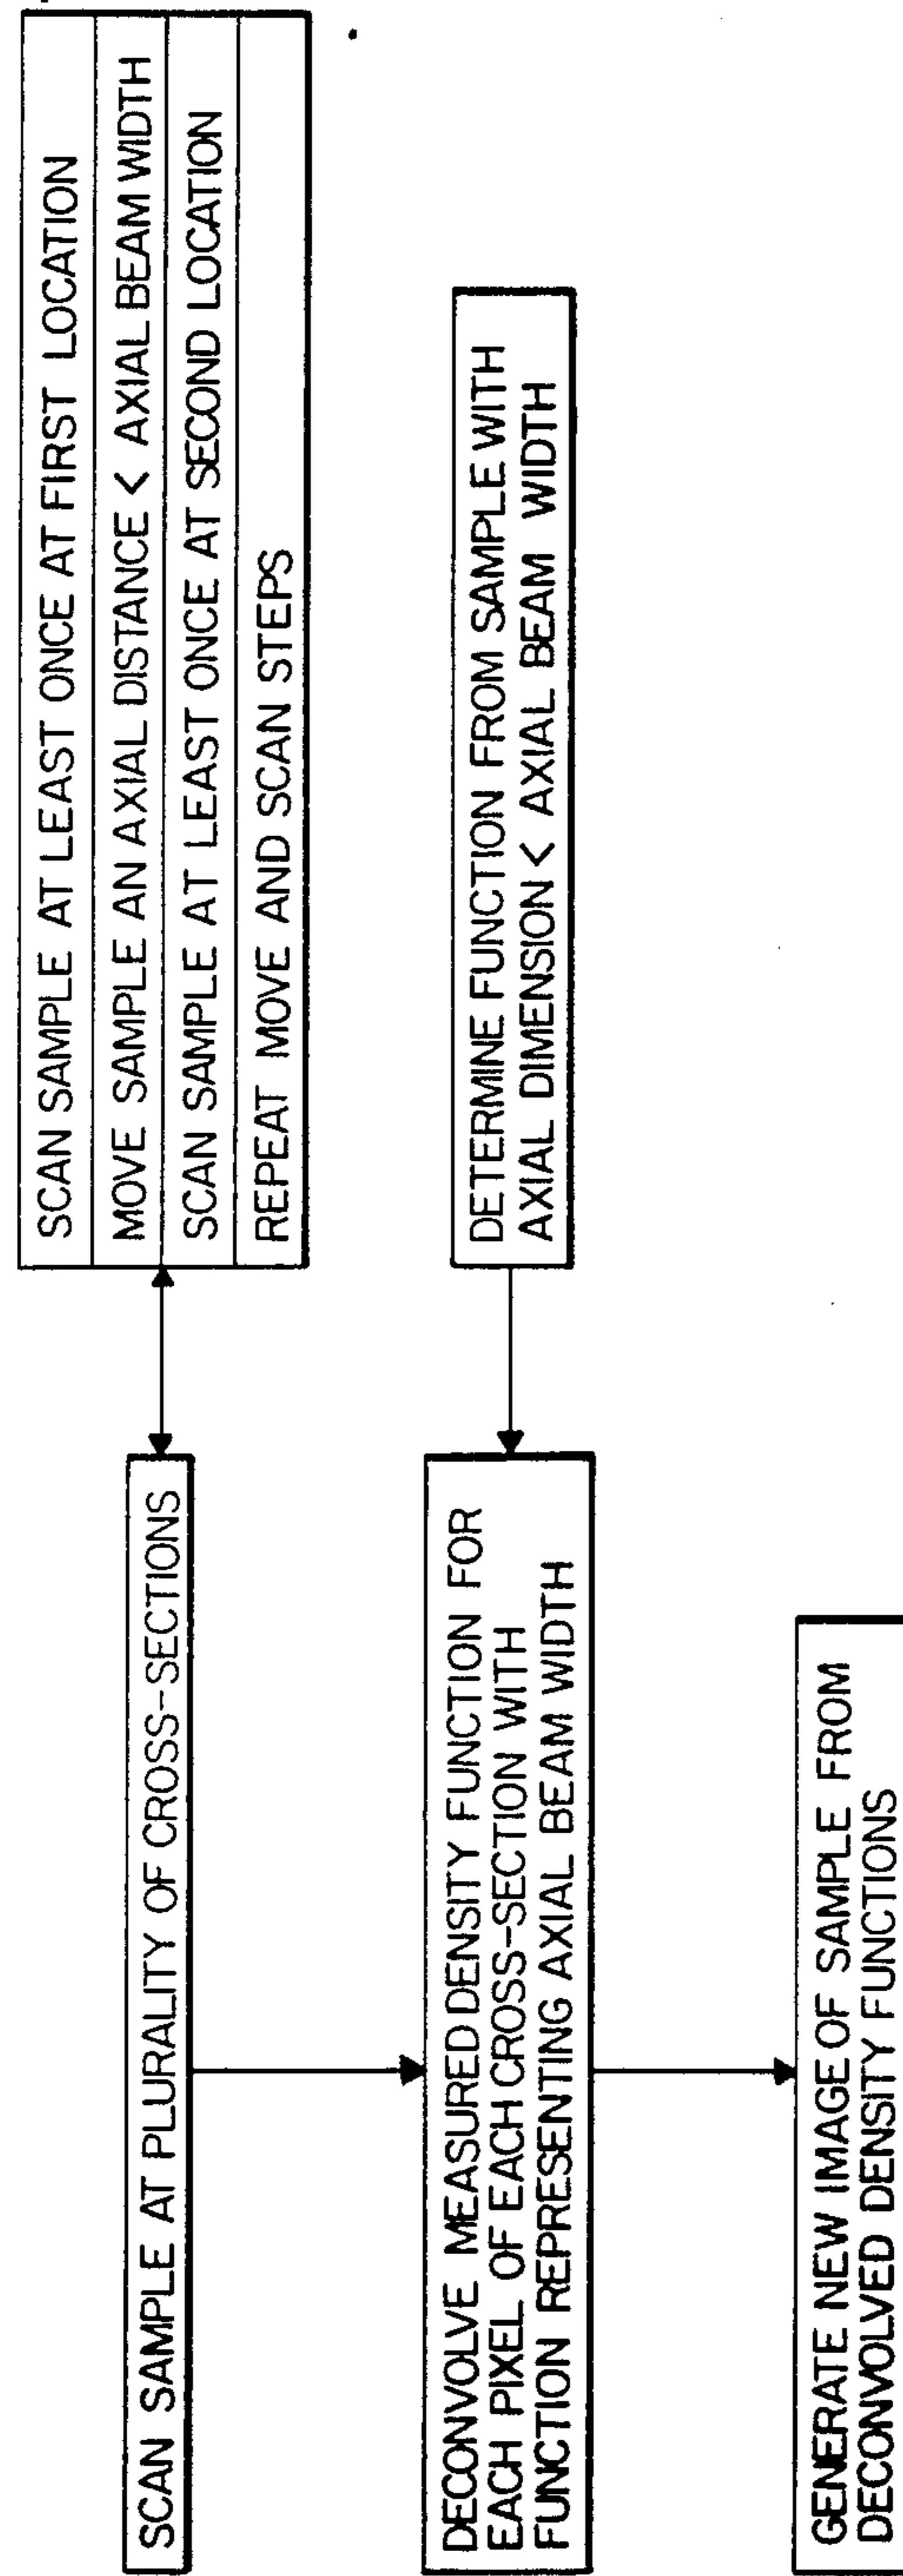 SCAN SAMPLE AT PLURALITY OF CROSS-SECTIONS
SCAN SAMPLE AT LEAST ONCE AT FIRST LOCATION
MOVE SAMPLE AN AXIAL DISTANCE < AXIAL BEAM WIDTH
SCAN SAMPLE AT LEAST ONCE AT SECOND LOCATION
REPEAT MOVE AND SCAN STEPS
DECONVOLVE MEASURED DENSITY FUNCTION FOR
EACH PIXEL OF EACH CROSS-SECTION WITH
FUNCTION REPRESENTING AXIAL BEAM WIDTH
DETERMINE FUNCTION FROM SAMPLE WITH
AXIAL DIMENSION < AXIAL BEAM WIDTH
GENERATE NEW IMAGE OF SAMPLE FROM
DECONVOLVED DENSITY FUNCTIONS